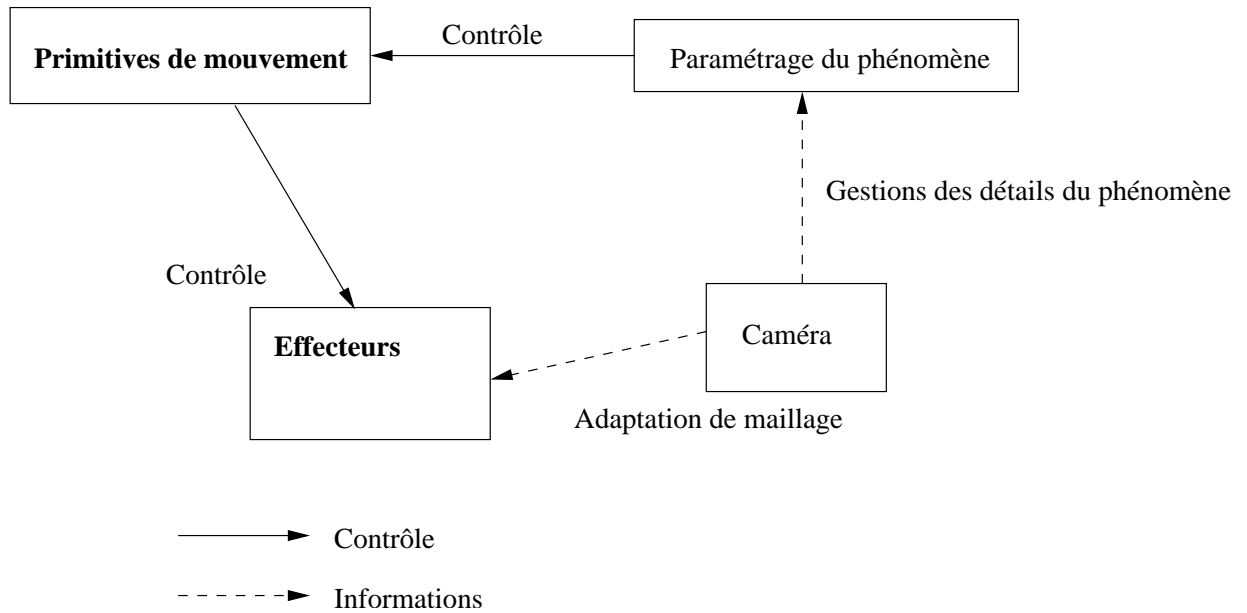 Contrôle
Primitives de mouvement
Paramétrage du phénomène
Gestions des détails du phénomène
Contrôle
Effecteurs
Caméra
Adaptation de maillage
Contrôle
Informations